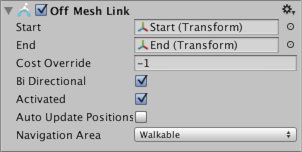 Off Mesh Link
Start Start (Transform)
End End (Transform)
Cost Override -1
Bi Directional
Activated
Auto Update Positions
Navigation Area Walkable